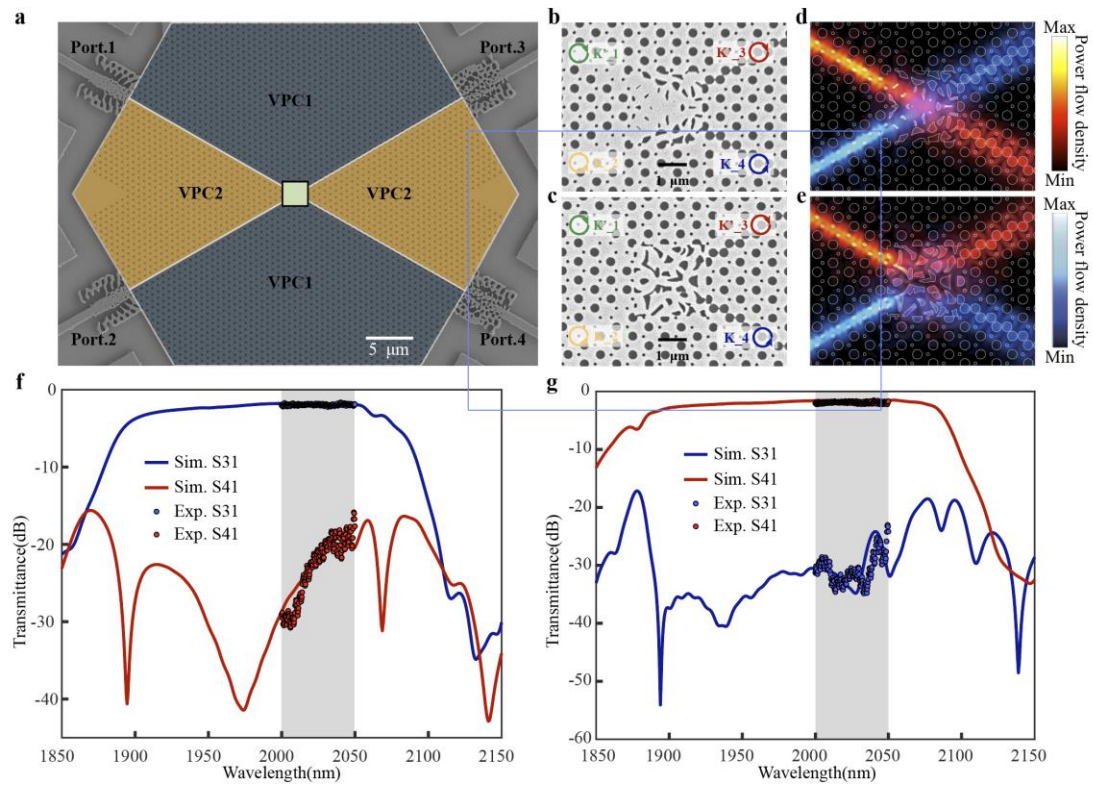 a
Port.1
Port.3
VPC1
VPC2
VPC2
VPC1
Port.2
Port.4
5 μm
b
K'_1
K'_3
K_4
1 μm
c
K'_1
K'_3
K_4
1 μm
d
Max
Power flow density
Min
e
Max
Power flow density
Min
f
Transmittance(dB)
0
-10
-20
-30
-40
Sim. S31
Sim. S41
Exp. S31
Exp. S41
1850
1900
1950
2000
2050
2100
2150
Wavelength(nm)
g
Transmittance(dB)
0
-10
-20
-30
-40
-50
-60
Sim. S31
Sim. S41
Exp. S31
Exp. S41
1850
1900
1950
2000
2050
2100
2150
Wavelength(nm)